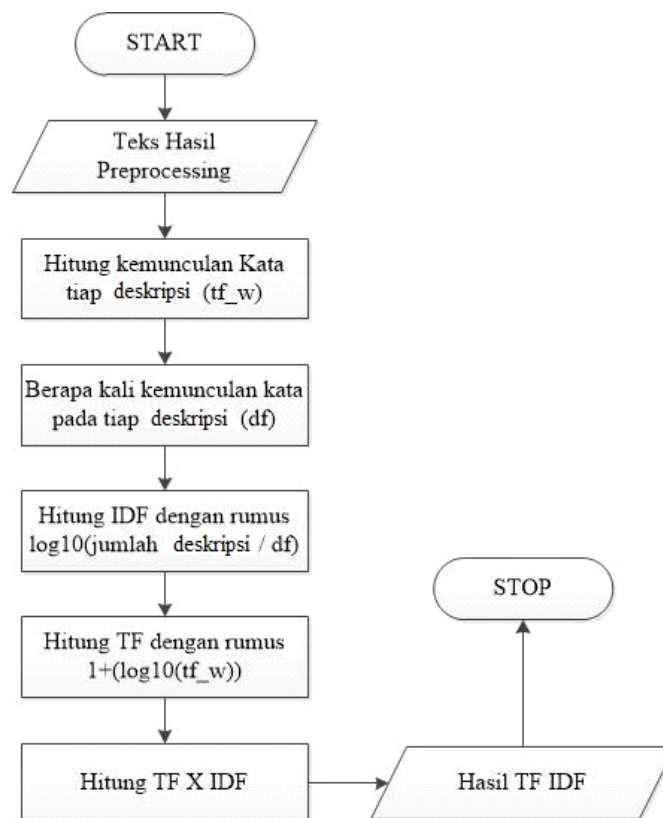 START
Teks Hasil
Preprocessing
Hitung kemunculan Kata
tiap deskripsi (tf_w)
Berapa kali kemunculan kata
pada tiap deskripsi (df)
Hitung IDF dengan rumus
log10(jumlah deskripsi / df)
Hitung TF dengan rumus
1+(log10(tf_w))
Hitung TF X IDF
Hasil TF IDF
STOP